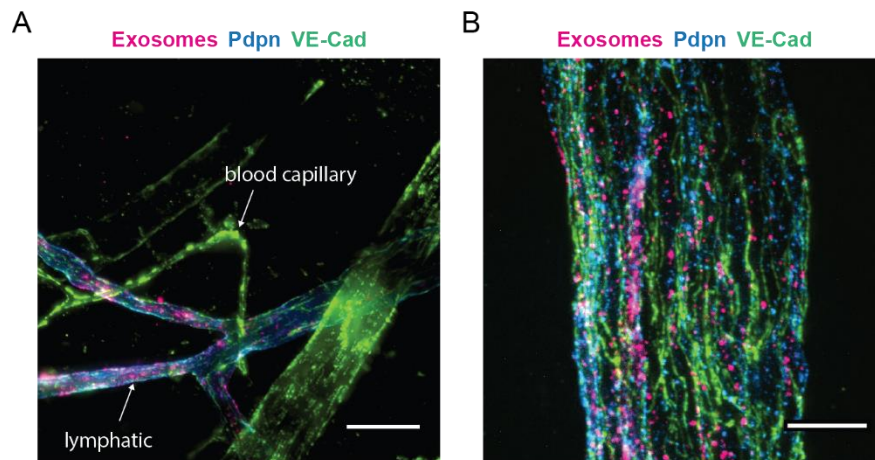 A
Exosomes Pdpn VE-Cad
blood capillary
lymphatic
B
Exosomes Pdpn VE-Cad